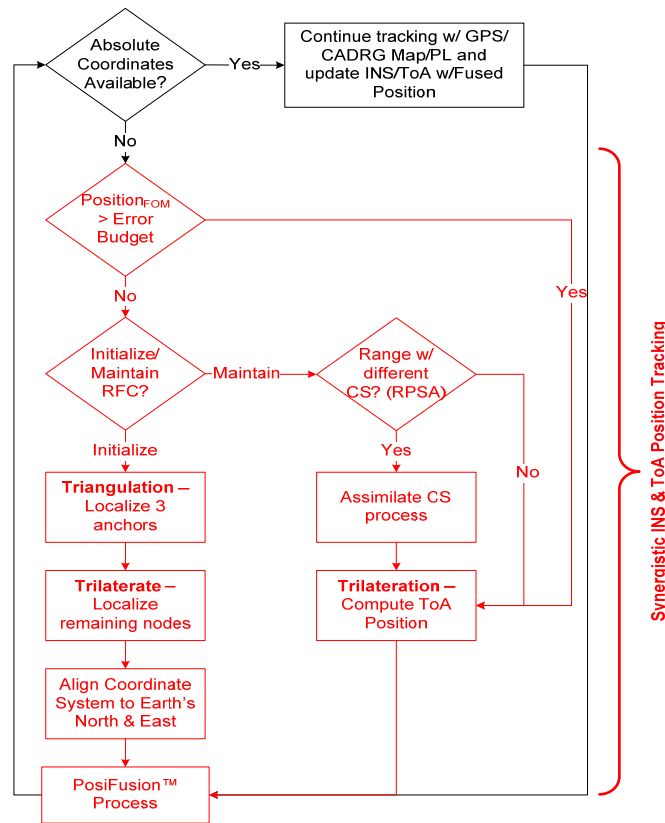 Absolute
Coordinates
Available?
Yes
Continue tracking w/ GPS/
CADRG Map/PL and
update INS/ToA w/Fused
Position
No
PositionFOM
> Error
Budget
Yes
No
Initialize/
Maintain
RFC?
Maintain
Range w/
different
CS? (RPSA)
Initialize
Yes
No
Triangulation –
Localize 3
anchors
Assimilate CS
process
Trilaterate –
Localize
remaining nodes
Trilateration –
Compute ToA
Position
Align Coordinate
System to Earth's
North & East
PosiFusion™
Process
Synergistic INS & ToA Position Tracking